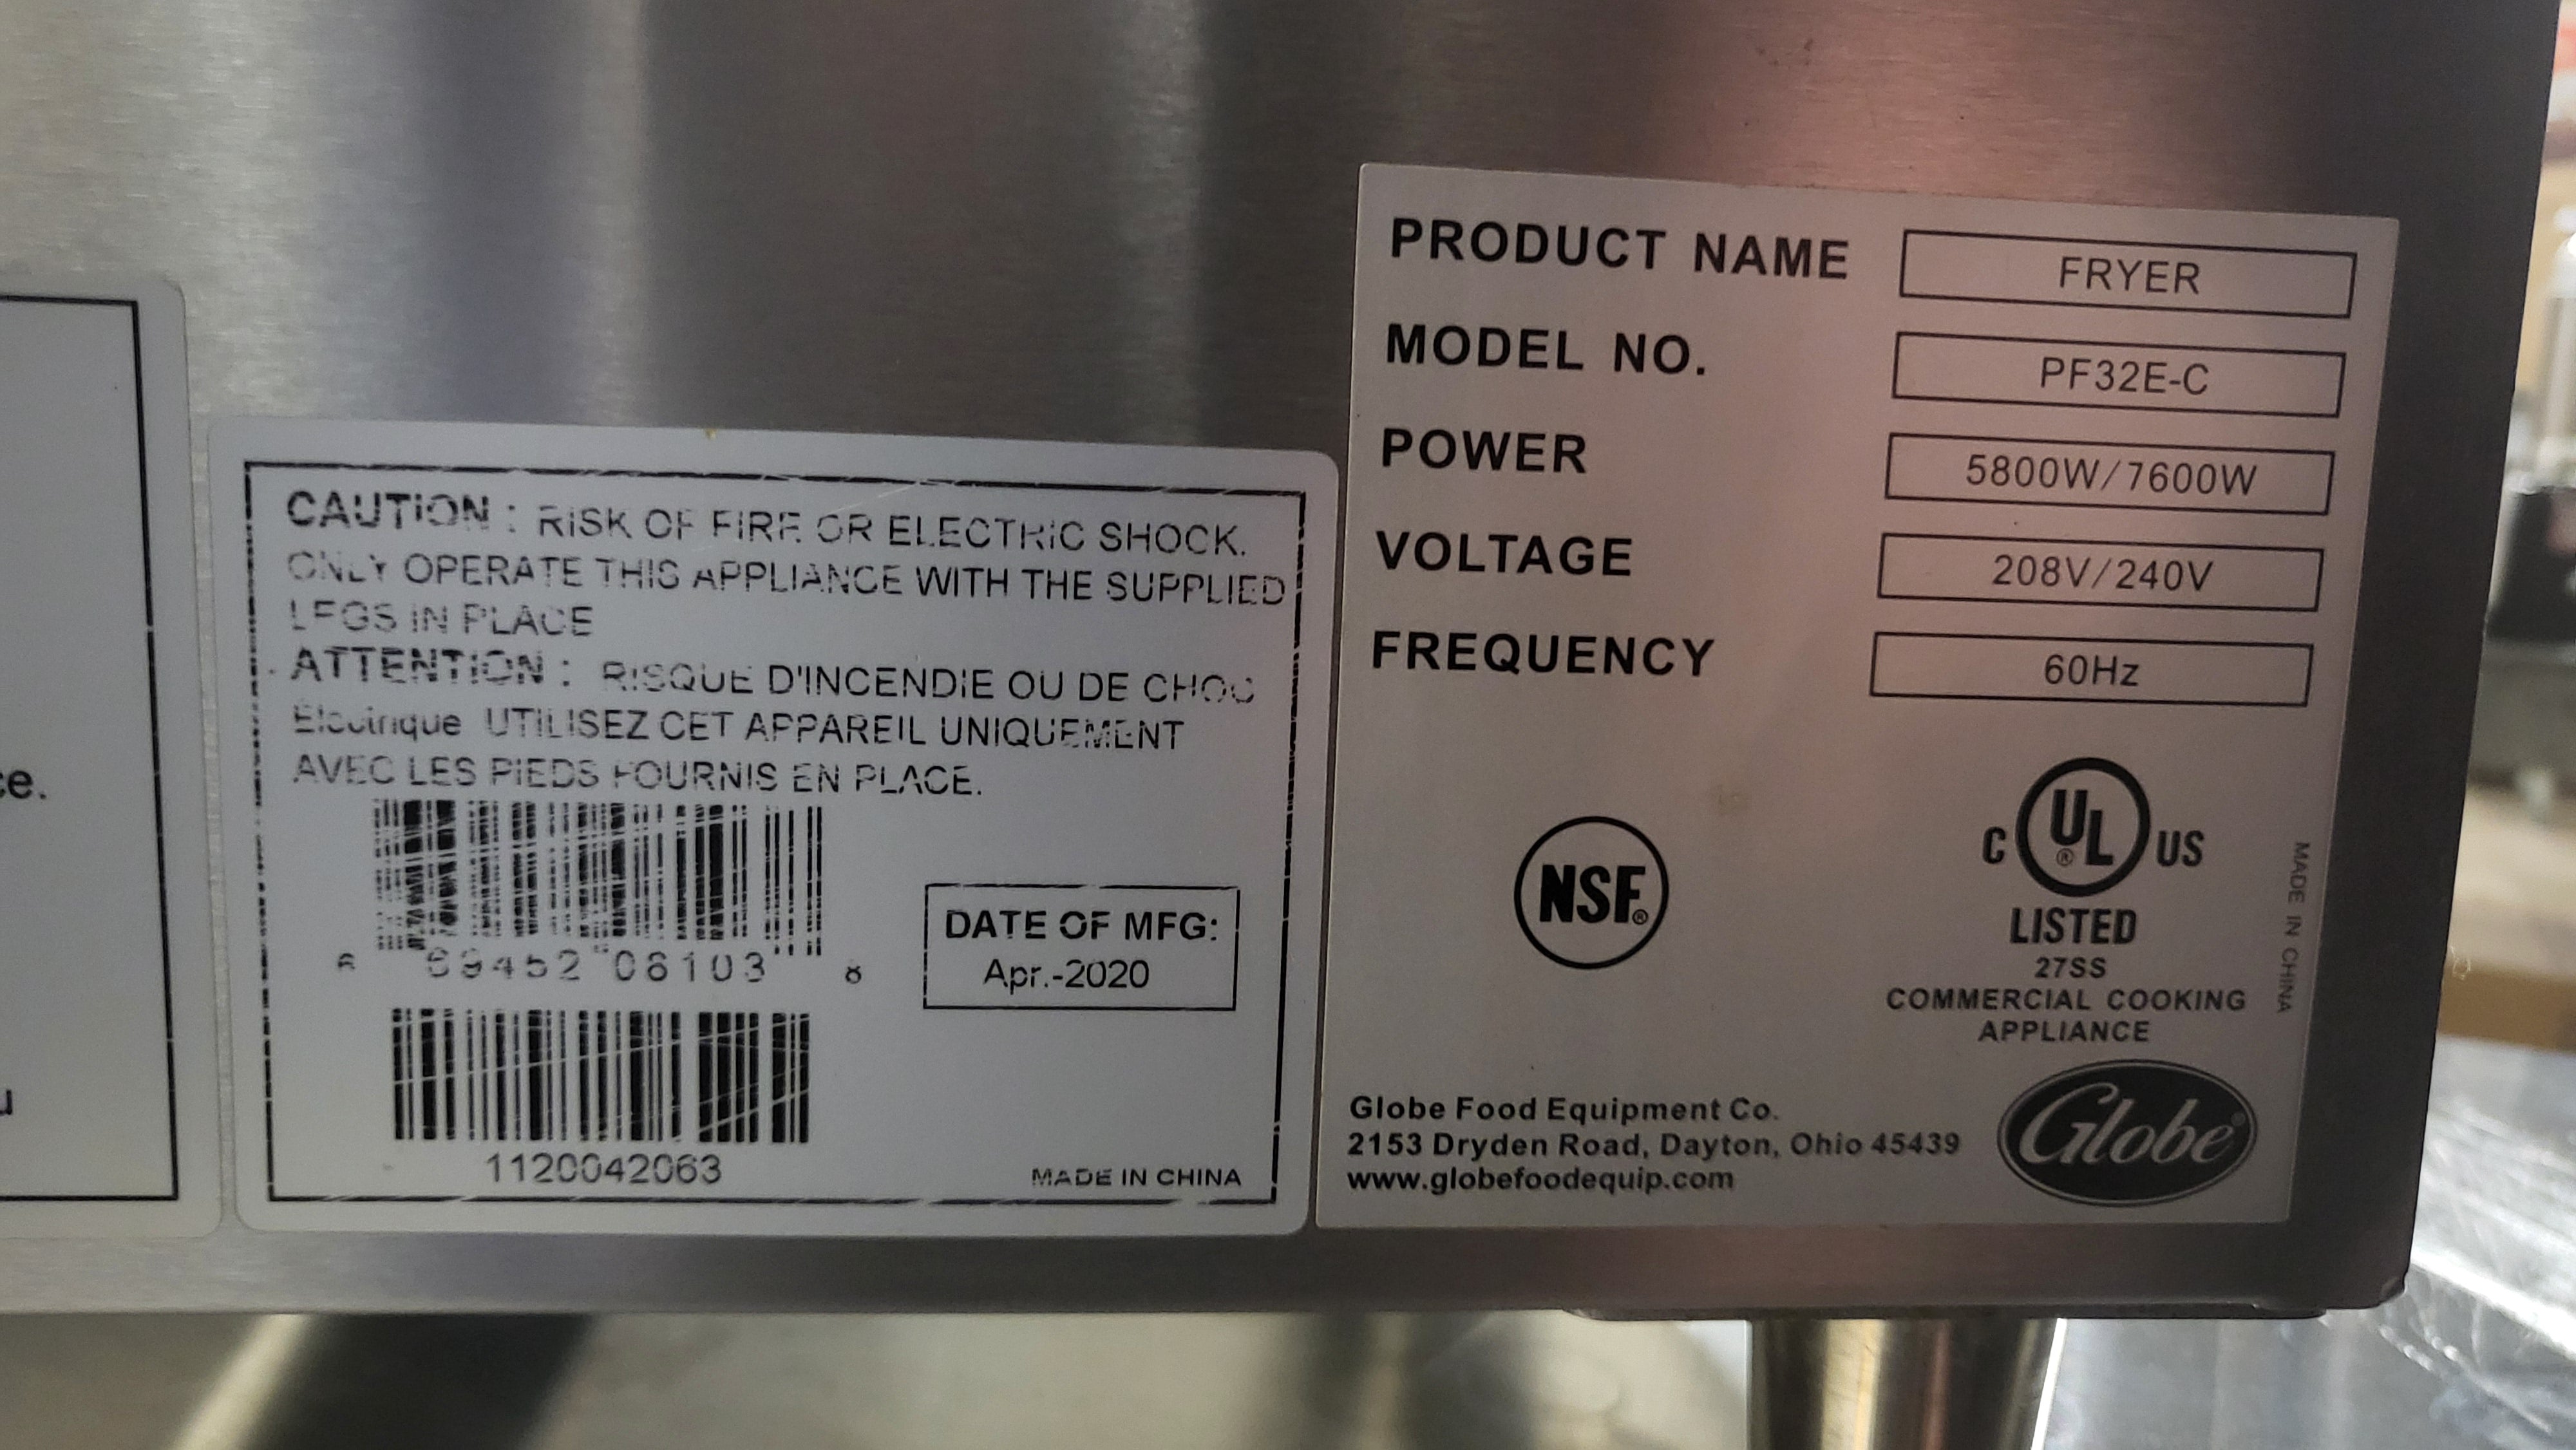 ce.
u
CAUTION : RISK OF FIRE OR ELECTRIC SHOCK.
ONLY OPERATE THIS APPLIANCE WITH THE SUPPLIED
LEGS IN PLACE
ATTENTION : RISQUE D'INCENDIE OU DE CHOC
Électrique UTILISEZ CET APPAREIL UNIQUEMENT
AVEC LES PIEDS FOURNIS EN PLACE.
6 69452 08103 8
DATE OF MFG:
Apr.-2020
1120042063
MADE IN CHINA
PRODUCT NAME FRYER
MODEL NO. PF32E-C
POWER 5800W/7600W
VOLTAGE 208V/240V
FREQUENCY 60Hz
NSF®
C UL® US
LISTED
27SS
COMMERCIAL COOKING
APPLIANCE
MADE IN CHINA
Globe Food Equipment Co.
2153 Dryden Road, Dayton, Ohio 45439
www.globefoodequip.com
Globe®